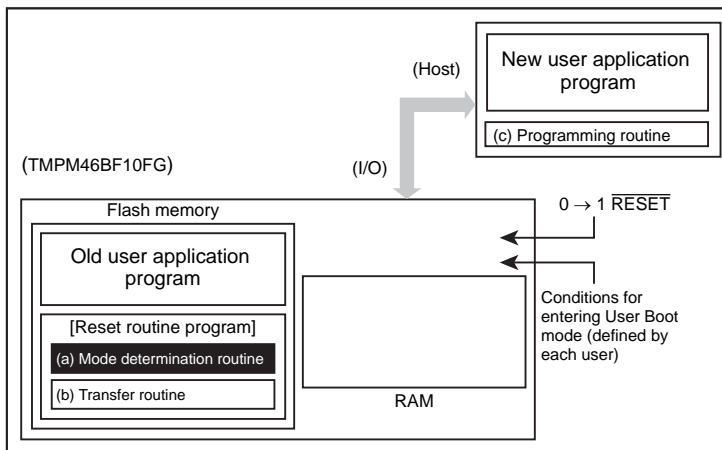 New user application
program
(c) Programming routine
(Host)
(I/O)
(TMPM46BF10FG)
Flash memory
Old user application
program
[Reset routine program]
(a) Mode determination routine
(b) Transfer routine
RAM
0 → 1 RESET
Conditions for
entering User Boot
mode (defined by
each user)